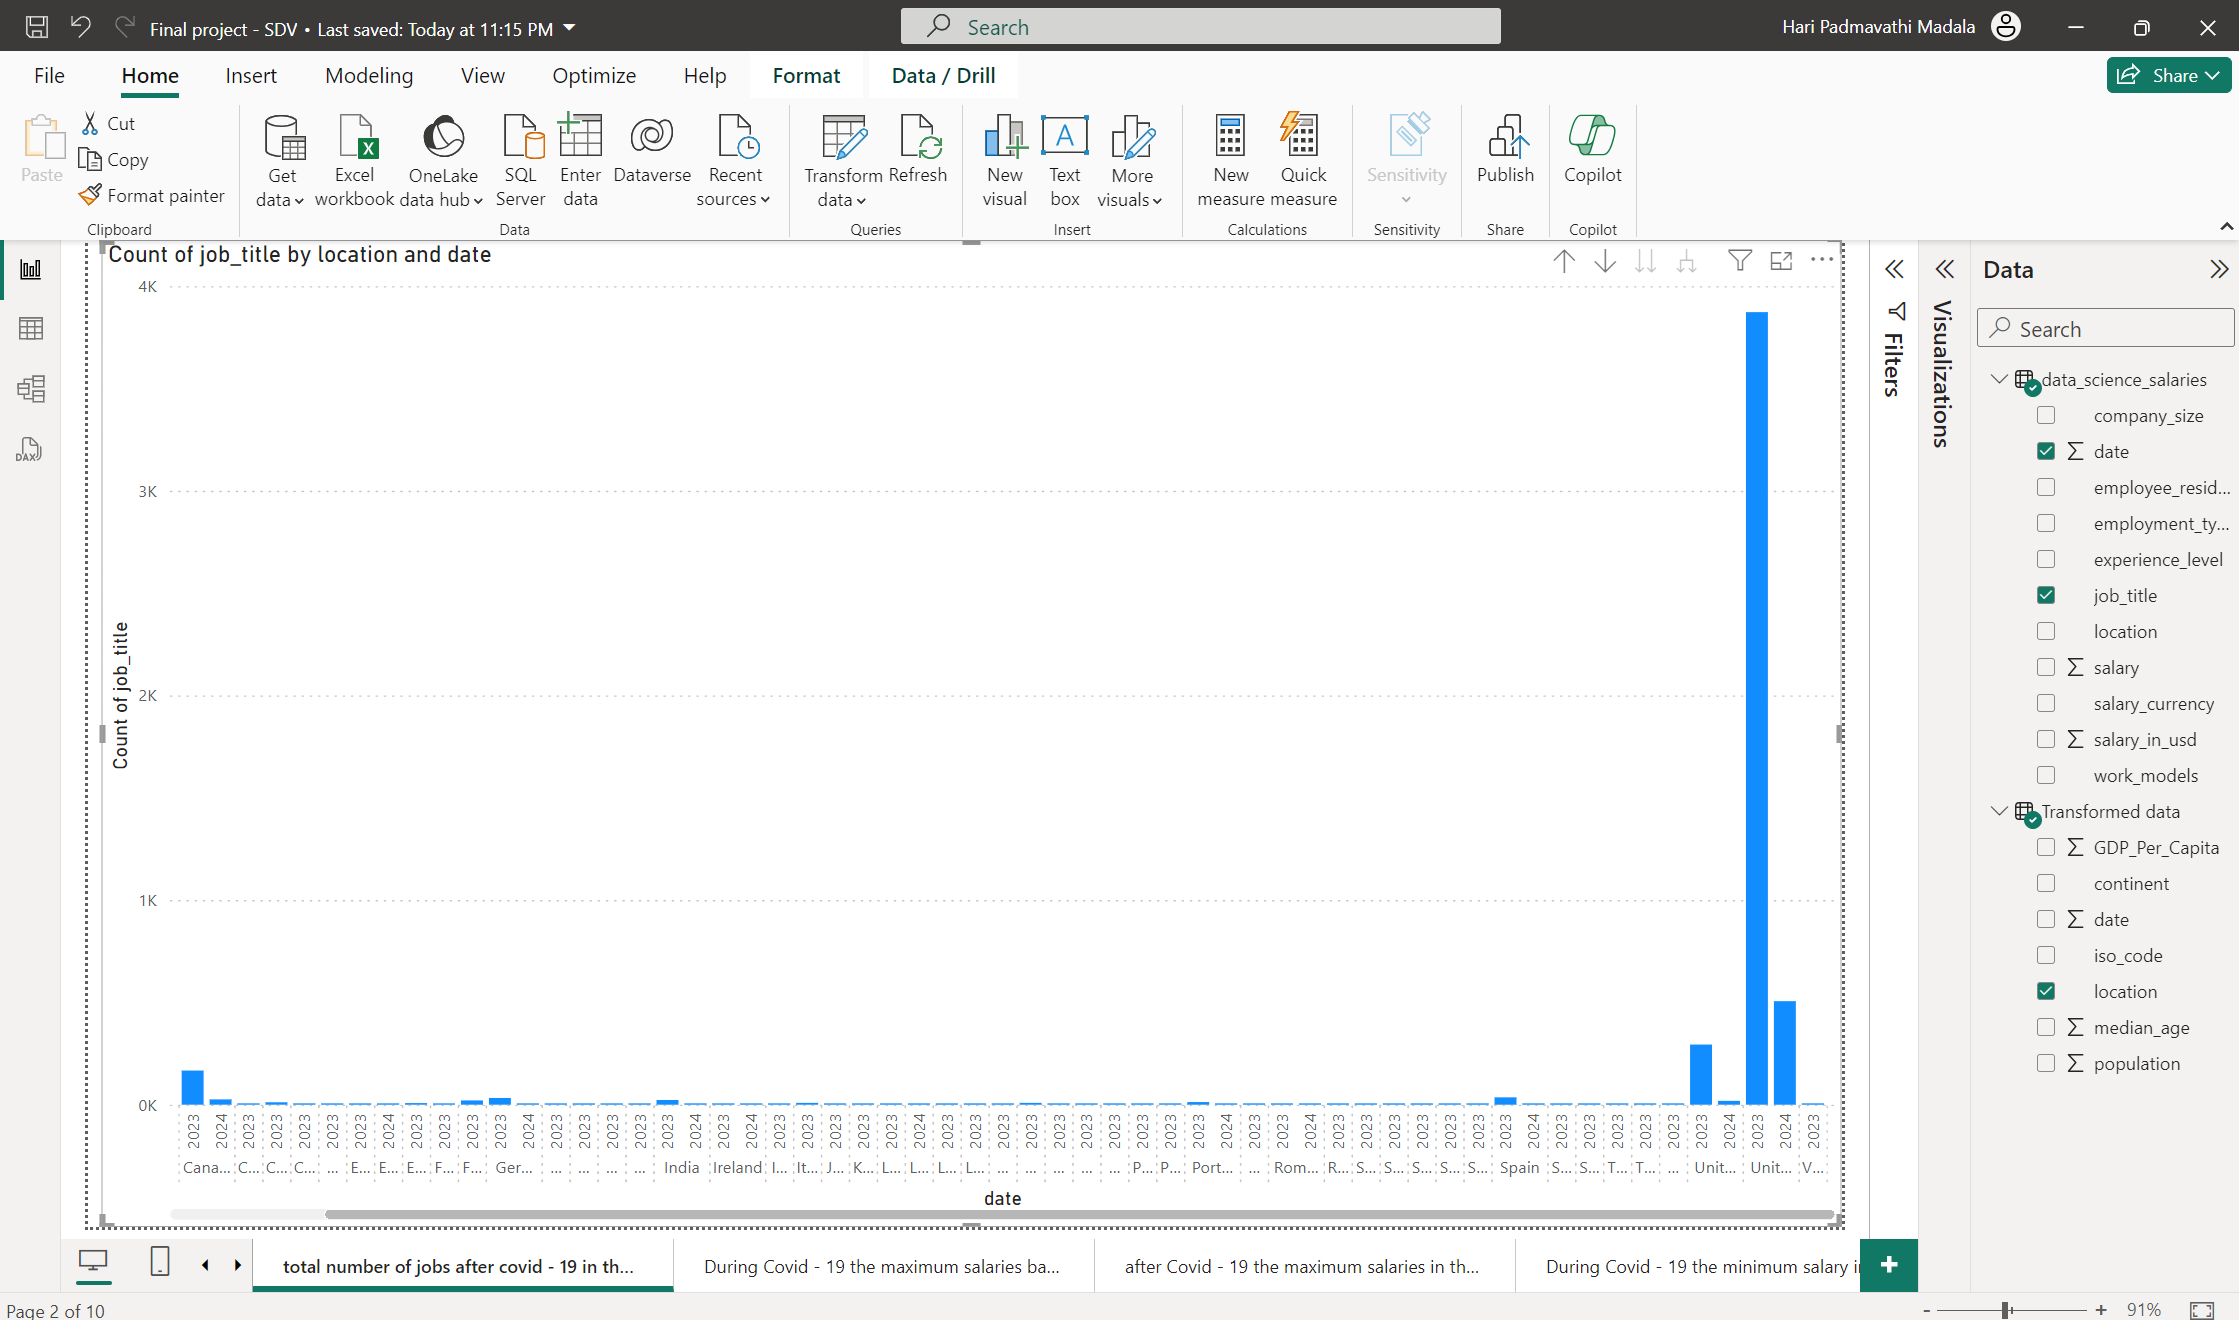 Final project - SDV • Last saved: Today at 11:15 PM
Search
Hari Padmavathi Madala
File
Home
Insert
Modeling
View
Optimize
Help
Format
Data / Drill
Share
Paste
Cut
Copy
Format painter
Clipboard
Get data
Excel workbook
OneLake data hub
SQL Server
Enter data
Dataverse
Recent sources
Data
Transform data
Refresh
Queries
New visual
Text box
More visuals
Insert
New measure
Quick measure
Calculations
Sensitivity
Sensitivity
Publish
Share
Copilot
Copilot
DAX
Count of job_title by location and date
Count of job_title
4K
3K
2K
1K
0K
2023 2024 2023 2023 2023 2023 2023 2024 2023 2023 2023 2023 2024 2023 2023 2023 2023 2023 2024 2023 2024 2023 2023 2023 2023 2023 2024 2023 2024 2023 2023 2023 2023 2023 2023 2023 2023 2024 2023 2023 2024 2023 2023 2023 2023 2023 2023 2023 2024 2023 2023 2023 2023 2023 2023 2024 2023 2024 2023
Cana... C... C... C... ... E... E... E... F... F... Ger... ... ... ... ... India Ireland I... It... J... K... L... L... L... L... ... ... ... ... ... P... P... Port... ... Rom... R... S... S... S... S... S... Spain S... S... T... T... ... Unit... Unit... V...
date
Filters
Visualizations
Data
Search
data_science_salaries
company_size
date
employee_resid...
employment_ty...
experience_level
job_title
location
salary
salary_currency
salary_in_usd
work_models
Transformed data
GDP_Per_Capita
continent
date
iso_code
location
median_age
population
total number of jobs after covid - 19 in th...
During Covid - 19 the maximum salaries ba...
after Covid - 19 the maximum salaries in th...
During Covid - 19 the minimum salary i
Page 2 of 10
- + 91%